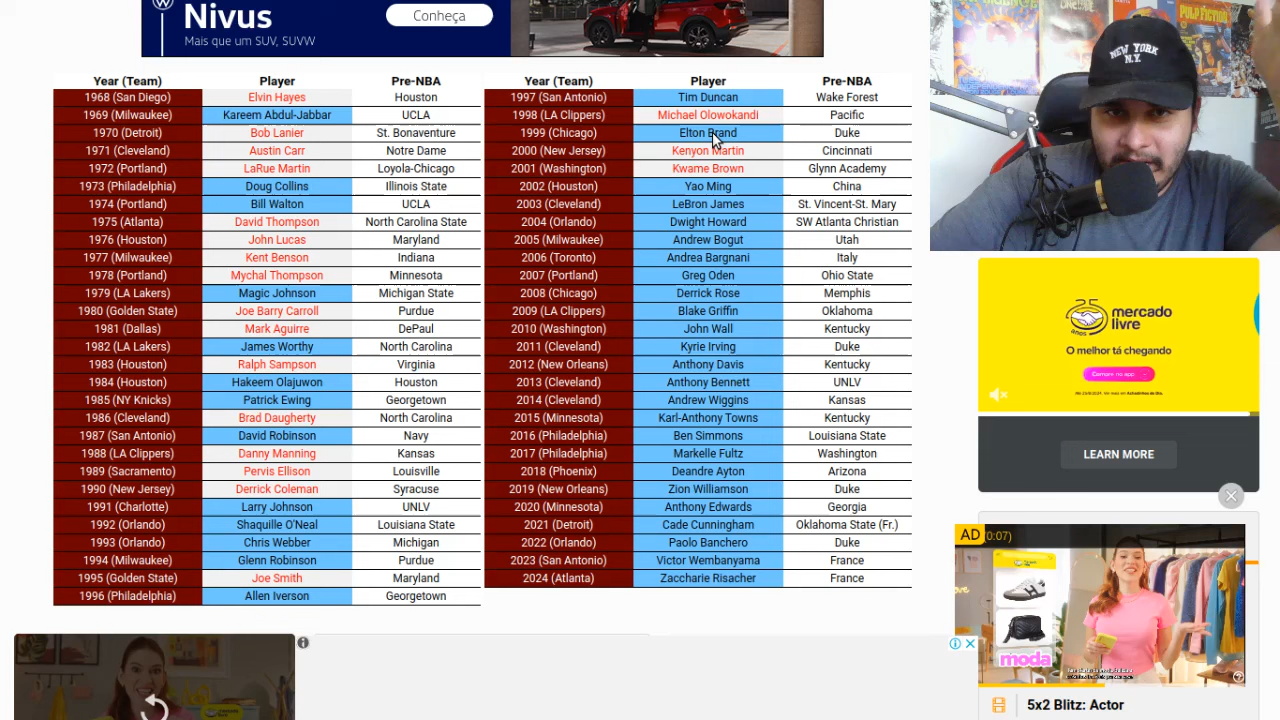 Nivus
Mais que um SUV, SUVW
Conheça
Year (Team) Player Pre-NBA
1968 (San Diego) Elvin Hayes Houston
1969 (Milwaukee) Kareem Abdul-Jabbar UCLA
1970 (Detroit) Bob Lanier St. Bonaventure
1971 (Cleveland) Austin Carr Notre Dame
1972 (Portland) LaRue Martin Loyola-Chicago
1973 (Philadelphia) Doug Collins Illinois State
1974 (Portland) Bill Walton UCLA
1975 (Atlanta) David Thompson North Carolina State
1976 (Houston) John Lucas Maryland
1977 (Milwaukee) Kent Benson Indiana
1978 (Portland) Mychal Thompson Minnesota
1979 (LA Lakers) Magic Johnson Michigan State
1980 (Golden State) Joe Barry Carroll Purdue
1981 (Dallas) Mark Aguirre DePaul
1982 (LA Lakers) James Worthy North Carolina
1983 (Houston) Ralph Sampson Virginia
1984 (Houston) Hakeem Olajuwon Houston
1985 (NY Knicks) Patrick Ewing Georgetown
1986 (Cleveland) Brad Daugherty North Carolina
1987 (San Antonio) David Robinson Navy
1988 (LA Clippers) Danny Manning Kansas
1989 (Sacramento) Pervis Ellison Louisville
1990 (New Jersey) Derrick Coleman Syracuse
1991 (Charlotte) Larry Johnson UNLV
1992 (Orlando) Shaquille O'Neal Louisiana State
1993 (Orlando) Chris Webber Michigan
1994 (Milwaukee) Glenn Robinson Purdue
1995 (Golden State) Joe Smith Maryland
1996 (Philadelphia) Allen Iverson Georgetown
Year (Team) Player Pre-NBA
1997 (San Antonio) Tim Duncan Wake Forest
1998 (LA Clippers) Michael Olowokandi Pacific
1999 (Chicago) Elton Brand Duke
2000 (New Jersey) Kenyon Martin Cincinnati
2001 (Washington) Kwame Brown Glynn Academy
2002 (Houston) Yao Ming China
2003 (Cleveland) LeBron James St. Vincent-St. Mary
2004 (Orlando) Dwight Howard SW Atlanta Christian
2005 (Milwaukee) Andrew Bogut Utah
2006 (Toronto) Andrea Bargnani Italy
2007 (Portland) Greg Oden Ohio State
2008 (Chicago) Derrick Rose Memphis
2009 (LA Clippers) Blake Griffin Oklahoma
2010 (Washington) John Wall Kentucky
2011 (Cleveland) Kyrie Irving Duke
2012 (New Orleans) Anthony Davis Kentucky
2013 (Cleveland) Anthony Bennett UNLV
2014 (Cleveland) Andrew Wiggins Kansas
2015 (Minnesota) Karl-Anthony Towns Kentucky
2016 (Philadelphia) Ben Simmons Louisiana State
2017 (Philadelphia) Markelle Fultz Washington
2018 (Phoenix) Deandre Ayton Arizona
2019 (New Orleans) Zion Williamson Duke
2020 (Minnesota) Anthony Edwards Georgia
2021 (Detroit) Cade Cunningham Oklahoma State (Fr.)
2022 (Orlando) Paolo Banchero Duke
2023 (San Antonio) Victor Wembanyama France
2024 (Atlanta) Zaccharie Risacher France
NEW YORK
N.Y.
PULP FICTION
25
anos
mercado
livre
O melhor tá chegando
LEARN MORE
AD (0:07)
moda
5x2 Blitz: Actor